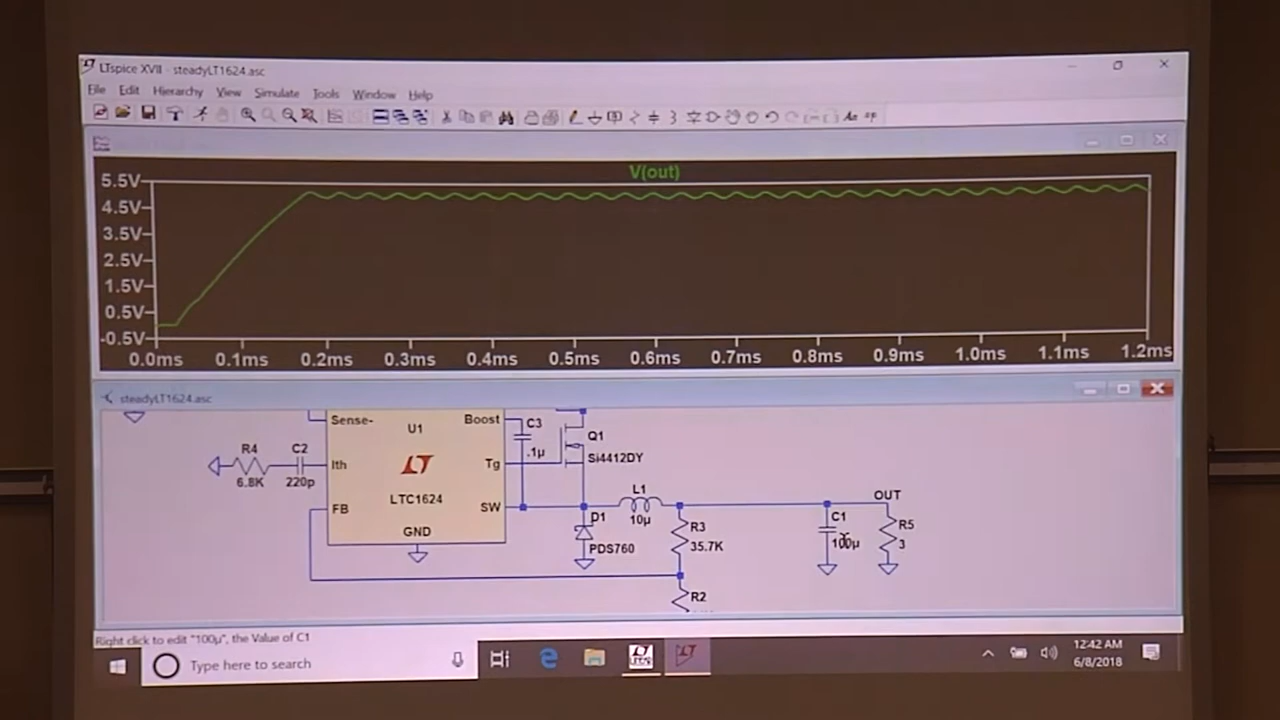 LTspice XVII - steadyLT1624.asc
File Edit Hierarchy View Simulate Tools Window Help
V(out)
5.5V
4.5V
3.5V
2.5V
1.5V
0.5V
-0.5V
0.0ms 0.1ms 0.2ms 0.3ms 0.4ms 0.5ms 0.6ms 0.7ms 0.8ms 0.9ms 1.0ms 1.1ms 1.2ms
steadyLT1624.asc
Sense- U1 Boost C3
.1µ
Q1
Si4412DY
R4 C2 Ith LT Tg
6.8K 220p
LTC1624
FB SW
GND
D1
PDS760
L1
10µ
R3
35.7K
C1
100µ
OUT
R5
3
R2
Right click to edit "100µ", the Value of C1
Type here to search
12:42 AM
6/8/2018